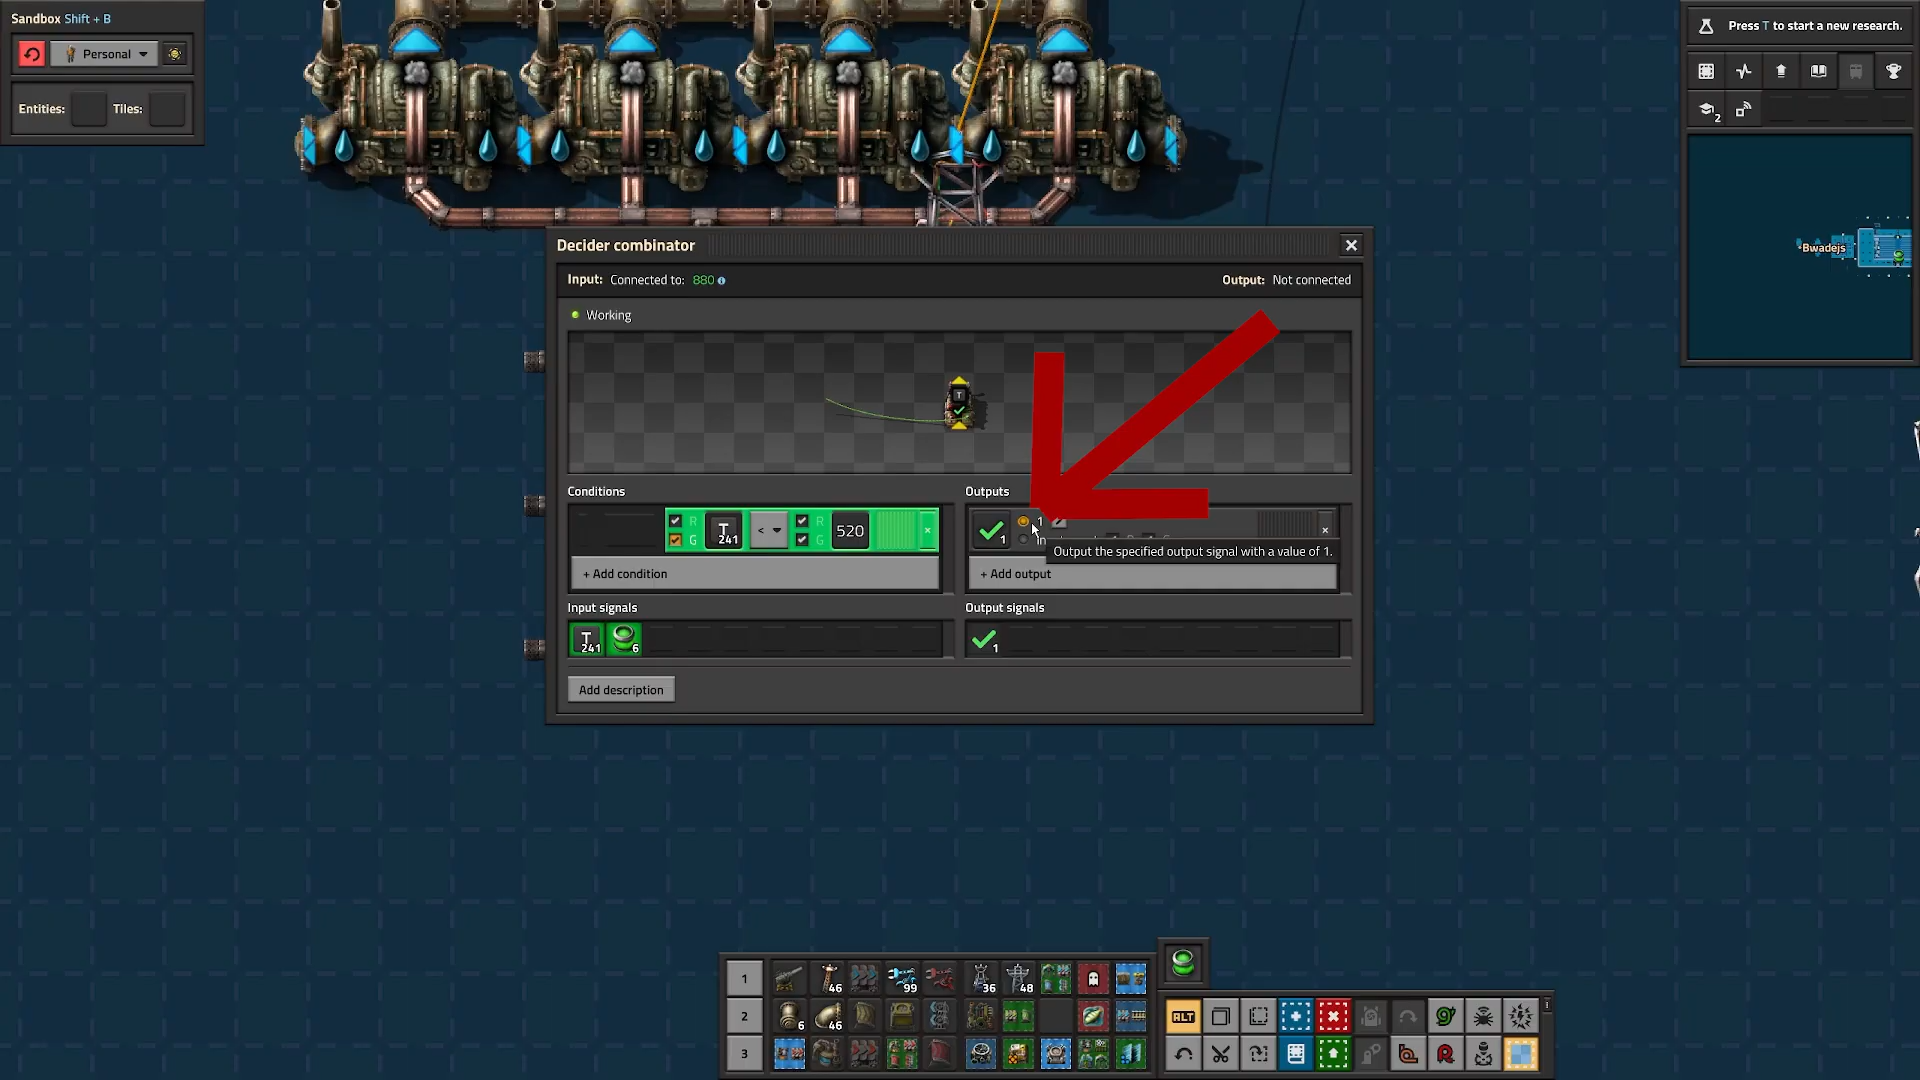 Sandbox Shift + B
Personal
Entities: Tiles:
Press T to start a new research.
2
Bwadejs
Decider combinator
Input: Connected to: 880
Output: Not connected
Working
T
Conditions
Outputs
R
G
T
241
<
R
G
520
1
1
+ Add condition
Output the specified output signal with a value of 1.
+ Add output
Input signals
Output signals
T
241
6
1
Add description
1
46
99
36
48
2
6
46
ALT
3